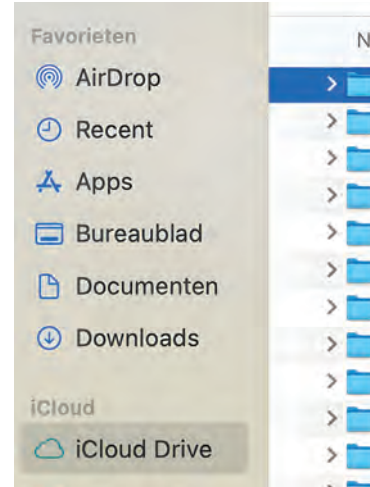 Favorieten
N
AirDrop
Recent
Apps
Bureaublad
Documenten
Downloads
iCloud
iCloud Drive